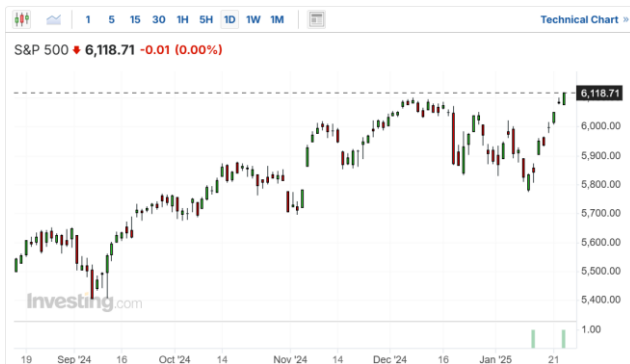 1 5 15 30 1H 5H 1D 1W 1M Technical Chart »
S&P 500 6,118.71 -0.01 (0.00%)
6,118.71
6,000.00
5,900.00
5,800.00
5,700.00
5,600.00
5,500.00
5,400.00
Investing.com
1.00
19 Sep '24 16 Oct '24 14 Nov '24 14 Dec '24 16 Jan '25 21